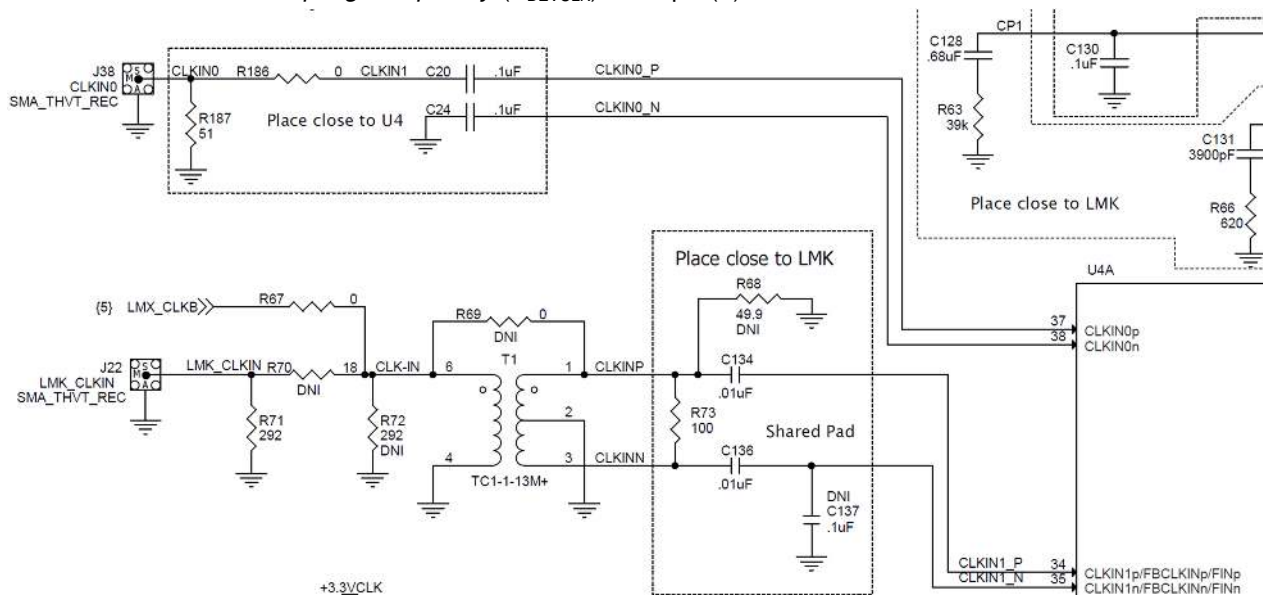 J38
CLKIN0
SMA_THVT_REC
S
M
A
CLKIN0
R186
0
CLKIN1
C20
.1uF
CLKIN0_P
R187
51
Place close to U4
C24
.1uF
CLKIN0_N
CP1
C128
.68uF
C130
.1uF
R63
39k
C131
3900pF
R66
620
Place close to LMK
{5} LMX_CLKB
R67
0
J22
LMK_CLKIN
SMA_THVT_REC
S
M
A
LMK_CLKIN
R70
18
DNI
CLK-IN
R71
292
R72
292
DNI
R69
0
DNI
T1
6
1
2
4
3
TC1-1-13M+
CLKINP
CLKINN
Place close to LMK
R68
49.9
DNI
C134
.01uF
R73
100
Shared Pad
C136
.01uF
DNI
C137
.1uF
U4A
37
CLKIN0p
38
CLKIN0n
CLKIN1_P
34
CLKIN1p/FBCLKINp/FINp
CLKIN1_N
35
CLKIN1n/FBCLKINn/FINn
+3.3VCLK